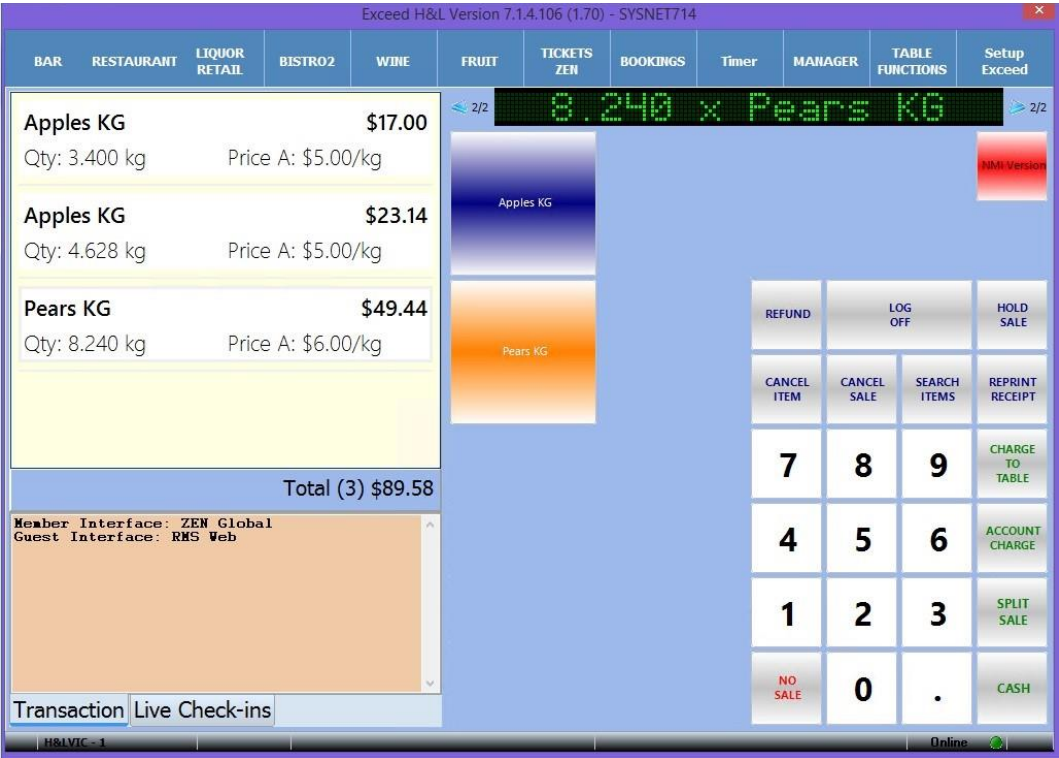 Exceed H&L Version 7.1.4.106 (1.70) - SYSNET714
BAR
RESTAURANT
LIQUOR
RETAIL
BISTRO2
WINE
FRUIT
TICKETS
ZEN
BOOKINGS
Timer
MANAGER
TABLE
FUNCTIONS
Setup
Exceed
Apples KG $17.00
Qty: 3.400 kg Price A: $5.00/kg
Apples KG $23.14
Qty: 4.628 kg Price A: $5.00/kg
Pears KG $49.44
Qty: 8.240 kg Price A: $6.00/kg
Total (3) $89.58
Member Interface: ZEN Global
Guest Interface: RMS Web
Transaction
Live Check-ins
2/2
8.240 x Pears KG
2/2
Apples KG
NMI Version
Pears KG
REFUND
LOG
OFF
HOLD
SALE
CANCEL
ITEM
CANCEL
SALE
SEARCH
ITEMS
REPRINT
RECEIPT
7 8 9
CHARGE
TO
TABLE
4 5 6
ACCOUNT
CHARGE
1 2 3
SPLIT
SALE
NO
SALE
0 .
CASH
H&LVIC - 1
Online